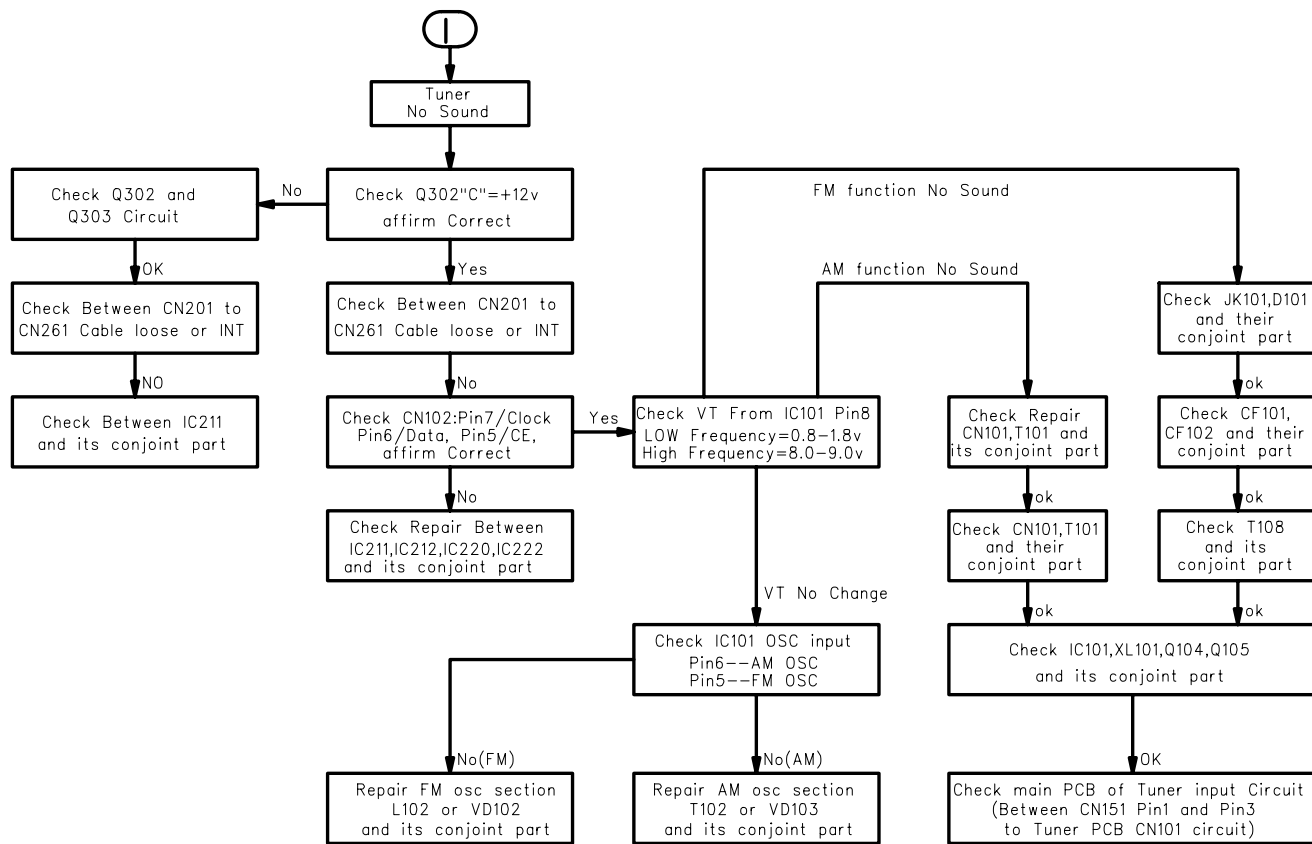 I
Tuner
No Sound
Check Q302"C"=+12v
affirm Correct
No
Check Q302 and
Q303 Circuit
OK
Check Between CN201 to
CN261 Cable loose or INT
NO
Check Between IC211
and its conjoint part
Yes
Check Between CN201 to
CN261 Cable loose or INT
No
Check CN102:Pin7/Clock
Pin6/Data, Pin5/CE,
affirm Correct
No
Check Repair Between
IC211,IC212,IC220,IC222
and its conjoint part
Yes
Check VT From IC101 Pin8
LOW Frequency=0.8-1.8v
High Frequency=8.0-9.0v
FM function No Sound
AM function No Sound
Check JK101,D101
and their
conjoint part
ok
Check CF101,
CF102 and their
conjoint part
ok
Check T108
and its
conjoint part
ok
Check Repair
CN101,T101 and
its conjoint part
ok
Check CN101,T101
and their
conjoint part
ok
Check IC101,XL101,Q104,Q105
and its conjoint part
OK
Check main PCB of Tuner input Circuit
(Between CN151 Pin1 and Pin3
to Tuner PCB CN101 circuit)
VT No Change
Check IC101 OSC input
Pin6--AM OSC
Pin5--FM OSC
No(FM)
Repair FM osc section
L102 or VD102
and its conjoint part
No(AM)
Repair AM osc section
T102 or VD103
and its conjoint part